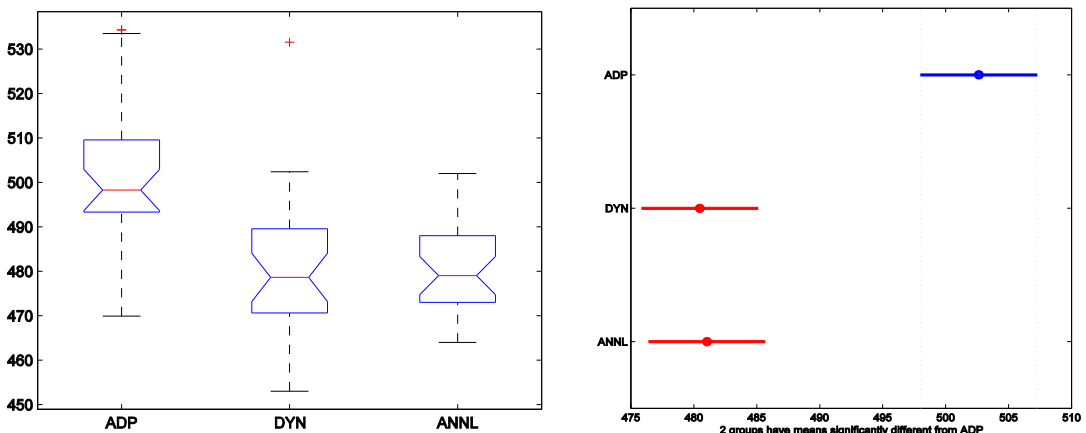 530
520
510
500
490
480
470
460
450
ADP DYN ANNL
ADP
DYN
ANNL
475 480 485 490 495 500 505 510
2 groups have means significantly different from ADP